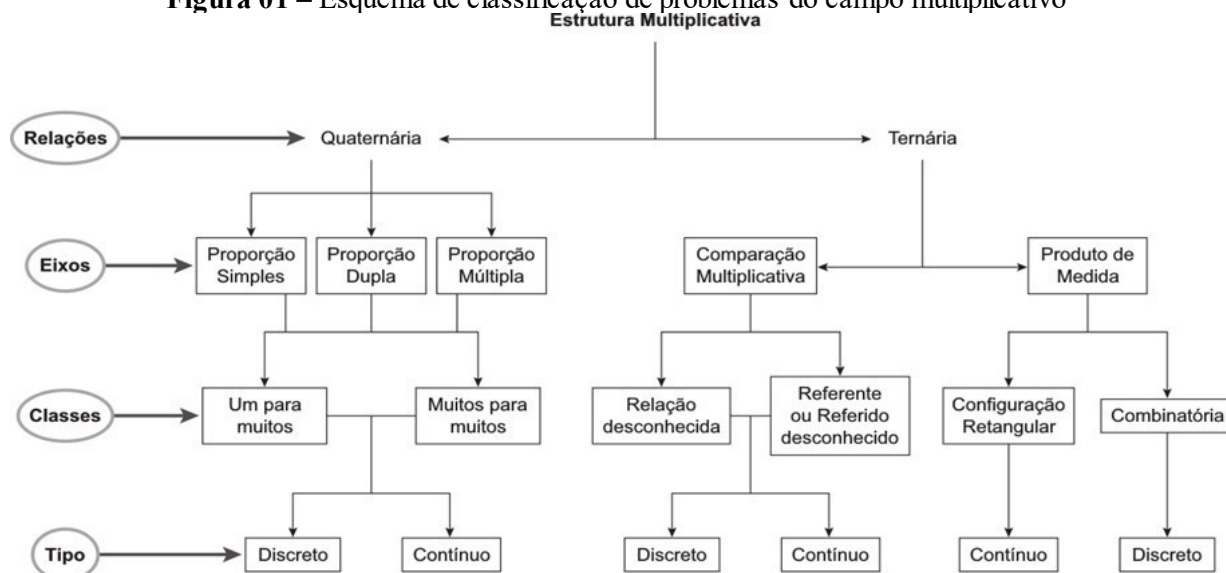 Figura 01 – Esquema de classificação de problemas do campo multiplicativo
Estrutura Multiplicativa
Relações
Quaternária
Ternária
Eixos
Proporção
Simples
Proporção
Dupla
Proporção
Múltipla
Comparação
Multiplicativa
Produto de
Medida
Classes
Um para
muitos
Muitos para
muitos
Relação
desconhecida
Referente
ou Referido
desconhecido
Configuração
Retangular
Combinatória
Tipo
Discreto
Contínuo
Discreto
Contínuo
Contínuo
Discreto